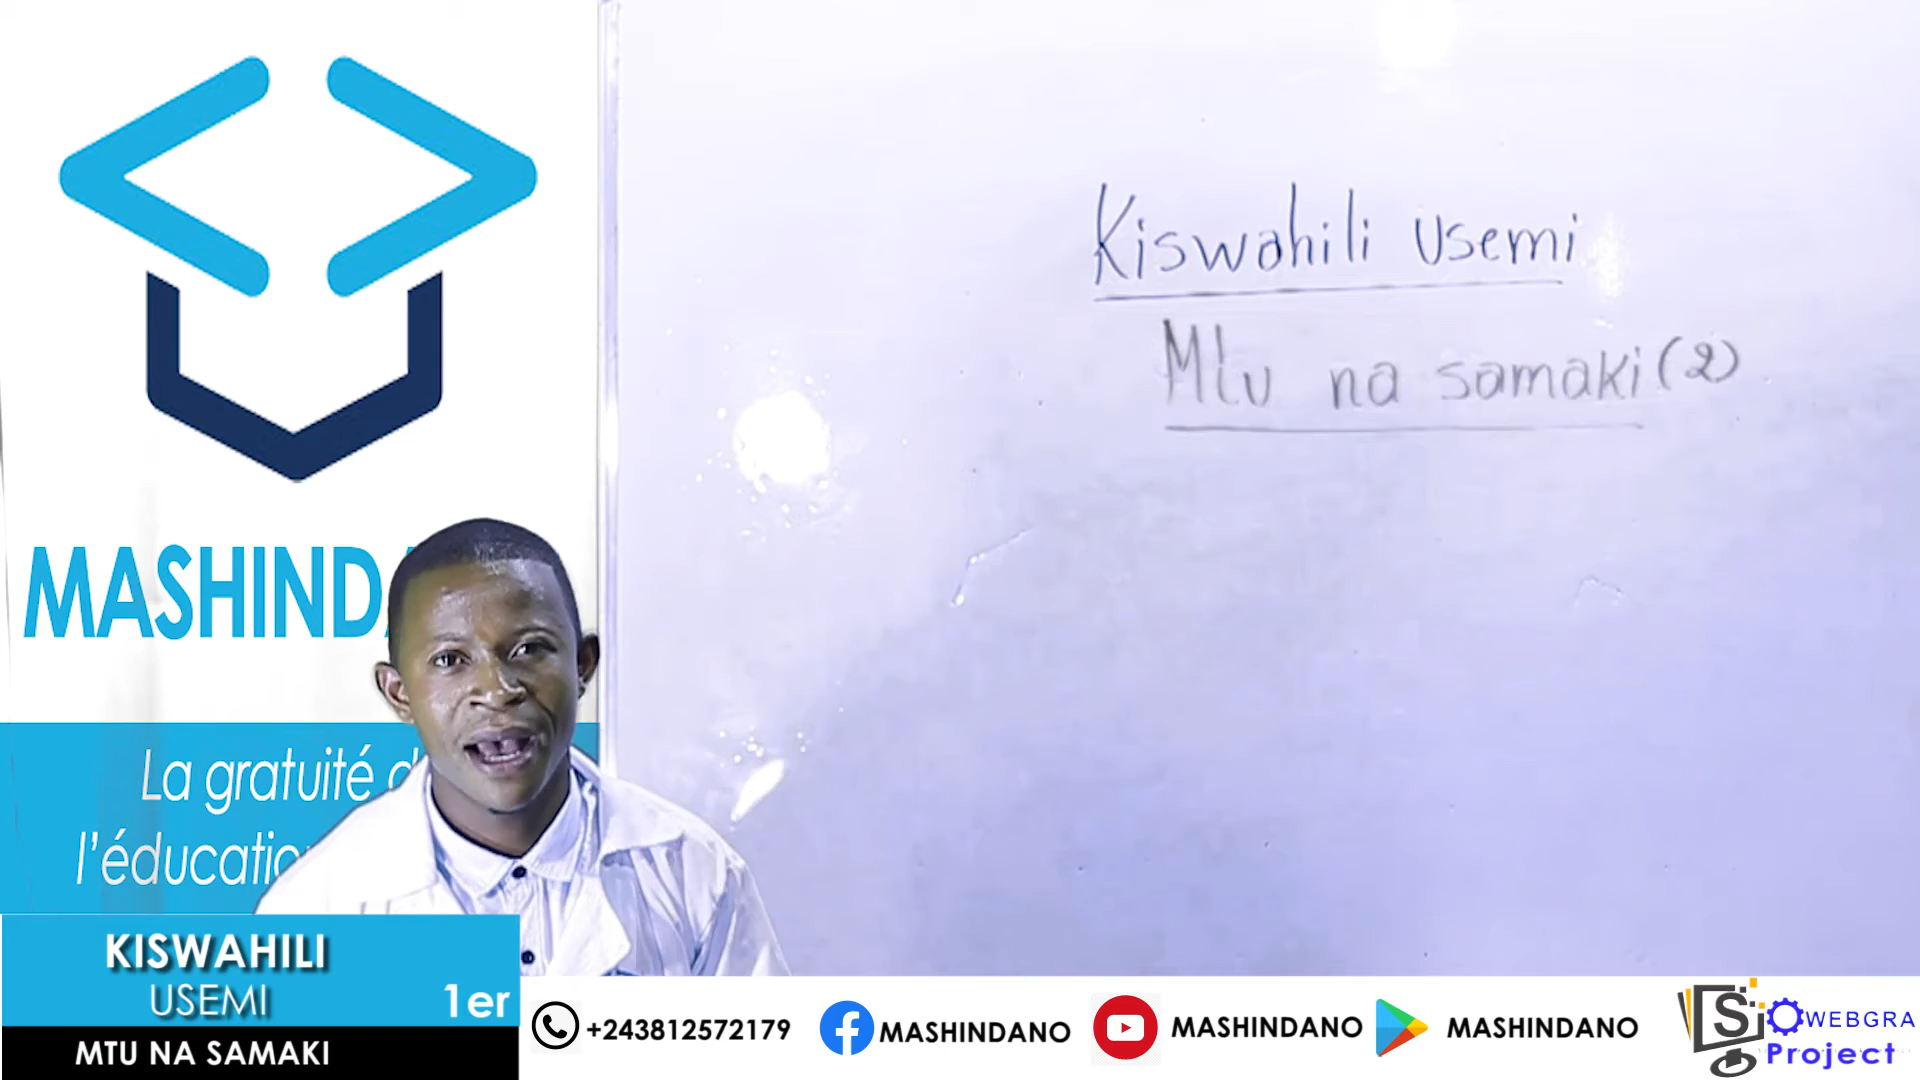 Kiswahili Usemi
Mtu na samaki (2)
MASHINDA
La gratuité d
l'éducatio
KISWAHILI
USEMI
1er
MTU NA SAMAKI
+243812572179
MASHINDANO
MASHINDANO
MASHINDANO
WEBGRA
Project